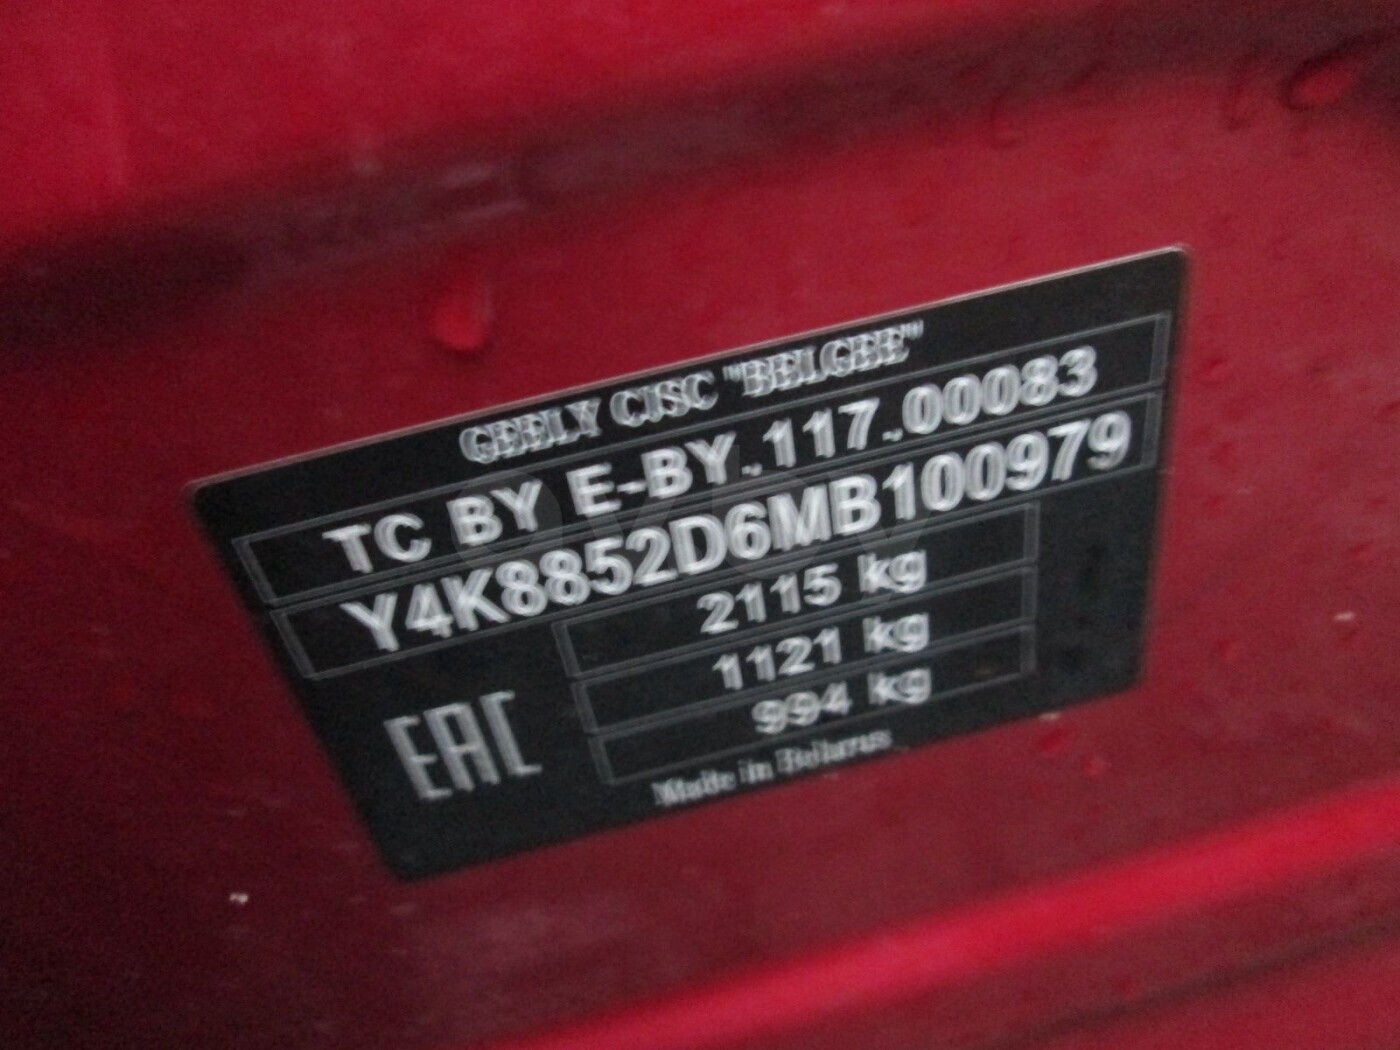 GEELY CJSC "BELGEE"
TC BY E-BY.117.00083
Y4K8852D6MB100979
2115 kg
1121 kg
994 kg
EAC
Made in Belarus